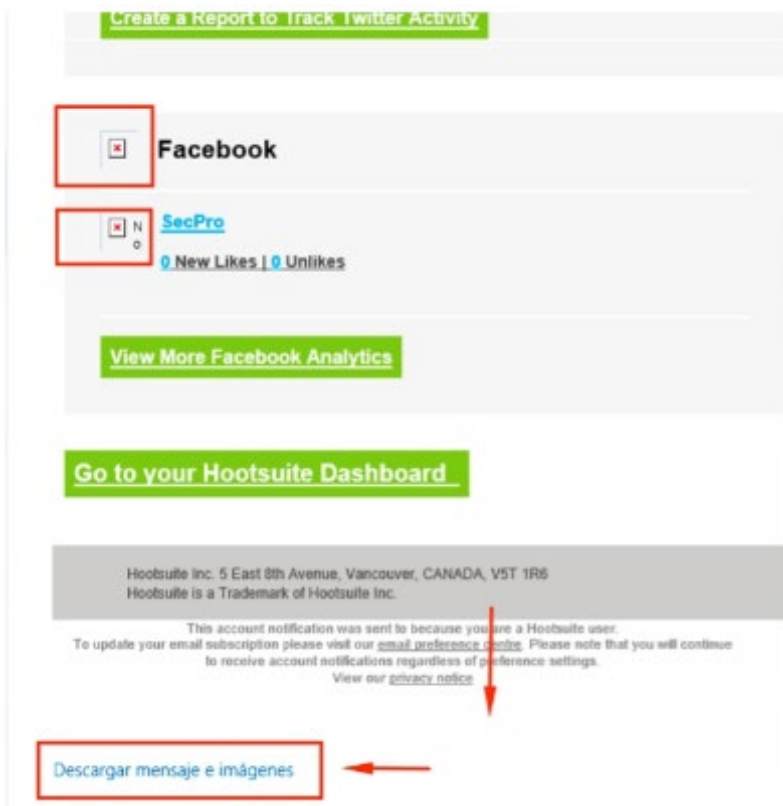 Create a Report to Track Twitter Activity
Facebook
N
o
SecPro
0 New Likes | 0 Unlikes
View More Facebook Analytics
Go to your Hootsuite Dashboard
Hootsuite Inc. 5 East 8th Avenue, Vancouver, CANADA, V5T 1R6
Hootsuite is a Trademark of Hootsuite Inc.
This account notification was sent to because you are a Hootsuite user.
To update your email subscription please visit our email preference centre. Please note that you will continue
to receive account notifications regardless of preference settings.
View our privacy notice
Descargar mensaje e imágenes